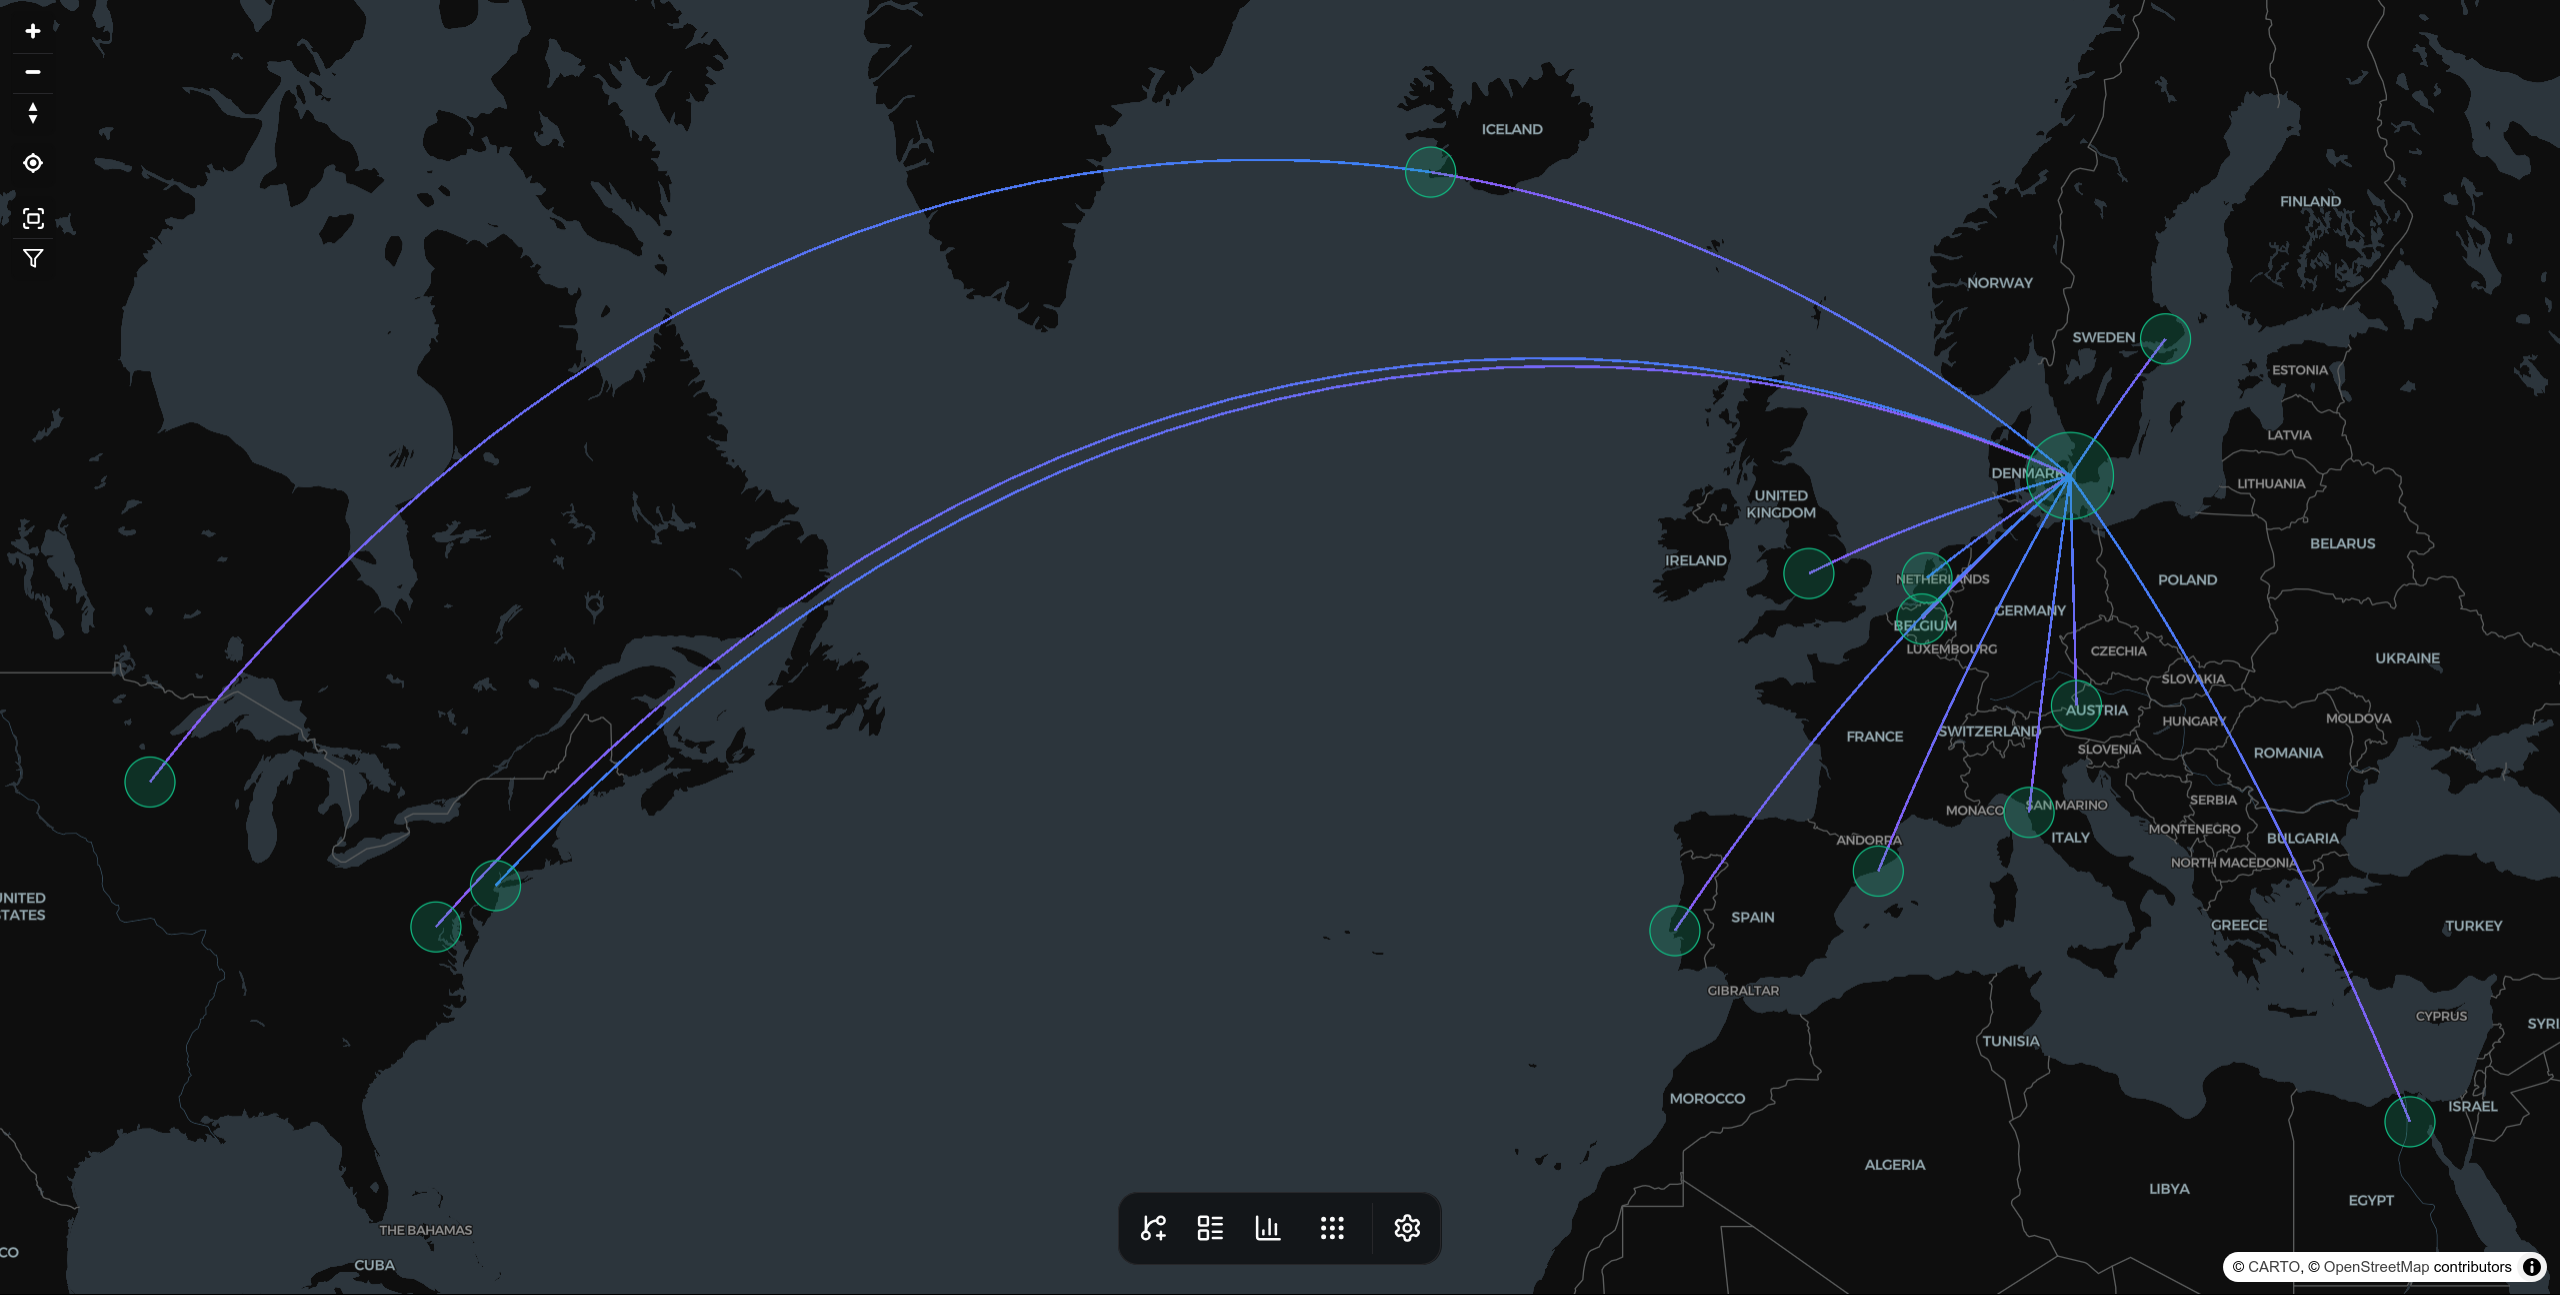 ICELAND
FINLAND
NORWAY
SWEDEN
ESTONIA
LATVIA
DENMARK
LITHUANIA
UNITED
KINGDOM
BELARUS
IRELAND
NETHERLANDS
POLAND
GERMANY
BELGIUM
LUXEMBOURG
CZECHIA
UKRAINE
SLOVAKIA
AUSTRIA
HUNGARY
MOLDOVA
FRANCE
SWITZERLAND
SLOVENIA
ROMANIA
SERBIA
MONACO
SAN MARINO
MONTENEGRO
ITALY
BULGARIA
ANDORRA
NORTH MACEDONIA
UNITED
STATES
SPAIN
GREECE
TURKEY
GIBRALTAR
CYPRUS
SYRI
TUNISIA
MOROCCO
ISRAEL
ALGERIA
LIBYA
EGYPT
THE BAHAMAS
CO
CUBA
© CARTO, © OpenStreetMap contributors